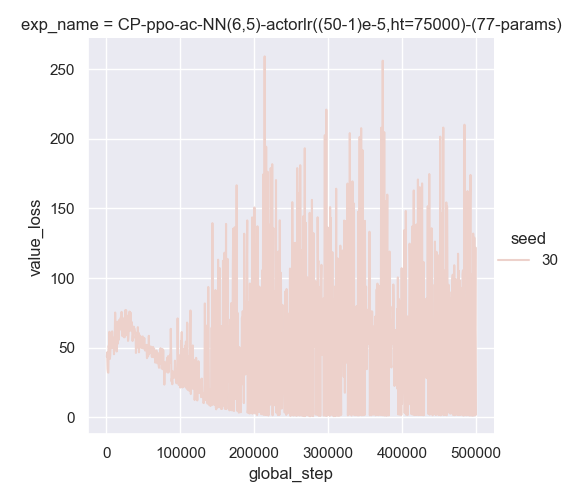 exp_name = CP-ppo-ac-NN(6,5)-actorlr((50-1)e-5,ht=75000)-(77-params)
250
200
150
100
50
0
value_loss
seed
30
0 100000 200000 300000 400000 500000
global_step